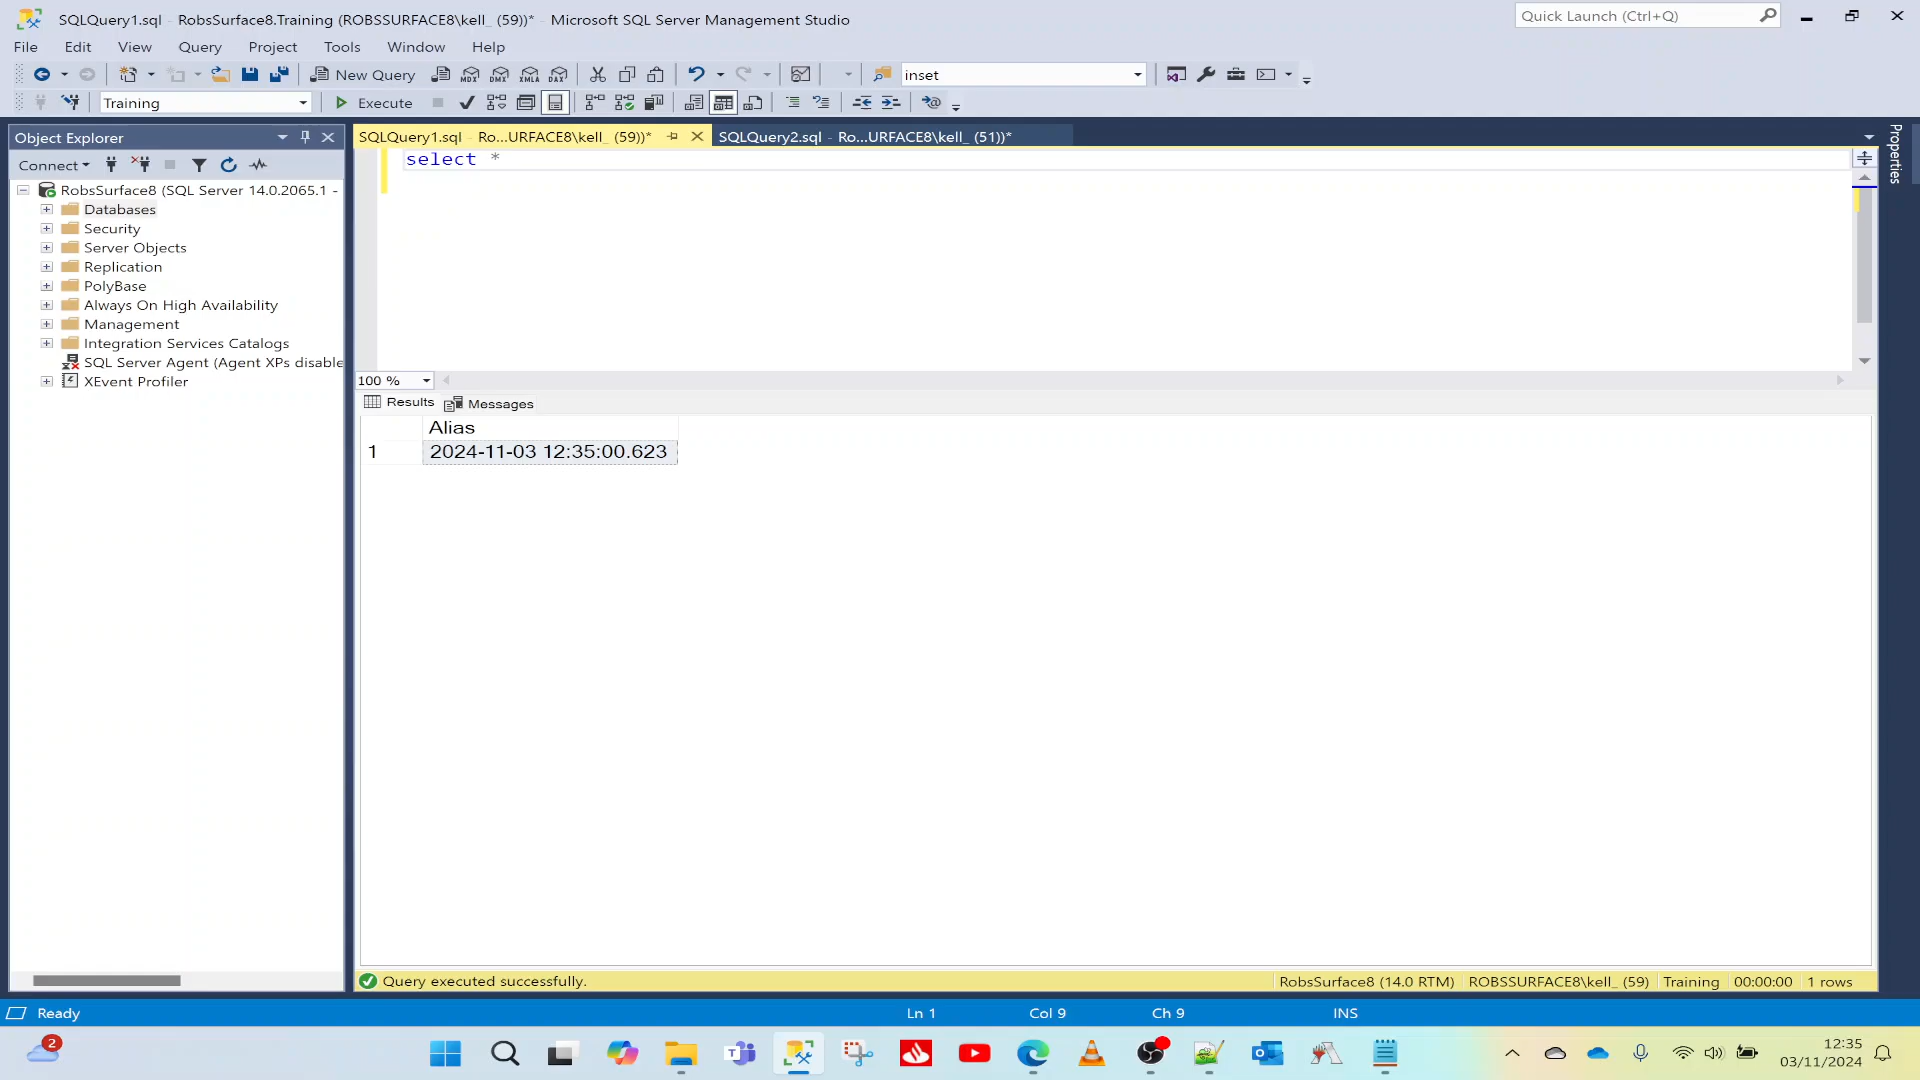 SQLQuery1.sql - RobsSurface8.Training (ROBSSURFACE8\kell_ (59))* - Microsoft SQL Server Management Studio
Quick Launch (Ctrl+Q)
File Edit View Query Project Tools Window Help
New Query
MDX DMX XMLA DAX
inset
Training
Execute
Object Explorer
SQLQuery1.sql - Ro...URFACE8\kell_ (59))*
SQLQuery2.sql - Ro...URFACE8\kell_ (51))*
Properties
Connect
select *
RobsSurface8 (SQL Server 14.0.2065.1 -
Databases
Security
Server Objects
Replication
PolyBase
Always On High Availability
Management
Integration Services Catalogs
SQL Server Agent (Agent XPs disable
XEvent Profiler
100 %
Results
Messages
Alias
1 2024-11-03 12:35:00.623
Query executed successfully.
RobsSurface8 (14.0 RTM) ROBSSURFACE8\kell_ (59) Training 00:00:00 1 rows
Ready
Ln 1 Col 9 Ch 9 INS
2
12:35
03/11/2024